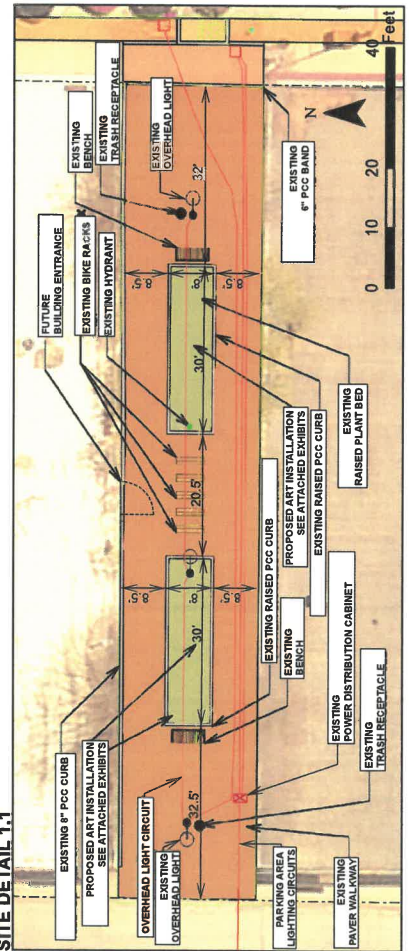 SITE DETAIL 1.1
EXISTING 8" PCC CURB
PROPOSED ART INSTALLATION
SEE ATTACHED EXHIBITS
OVERHEAD LIGHT CIRCUIT
EXISTING
OVERHEAD LIGHT
PARKING AREA
LIGHTING CIRCUITS
EXISTING
PAVER WALKWAY
FUTURE
BUILDING ENTRANCE
EXISTING BIKE RACKS
EXISTING HYDRANT
EXISTING
BENCH
EXISTING
TRASH RECEPTACLE
EXISTING
OVERHEAD LIGHT
8.5'
8'
8.5'
8.5'
8'
8.5'
8.5'
8'
8.5'
32.5'
30'
20.5'
30'
32'
EXISTING RAISED PCC CURB
EXISTING
BENCH
EXISTING
POWER DISTRIBUTION CABINET
EXISTING
TRASH RECEPTACLE
PROPOSED ART INSTALLATION
SEE ATTACHED EXHIBITS
EXISTING RAISED PCC CURB
EXISTING
RAISED PLANT BED
EXISTING
6" PCC BAND
N
0 10 20 40
Feet